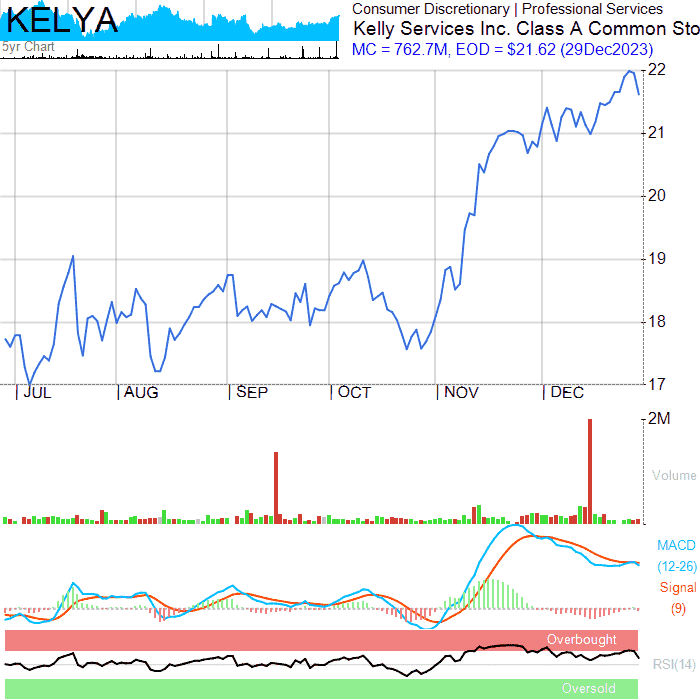 KELYA
5yr Chart
Consumer Discretionary | Professional Services
Kelly Services Inc. Class A Common Sto
MC = 762.7M, EOD = $21.62 (29Dec2023)
22
21
20
19
18
17
JUL AUG SEP OCT NOV DEC
2M
Volume
MACD
(12-26)
Signal
(9)
Overbought
RSI(14)
Oversold